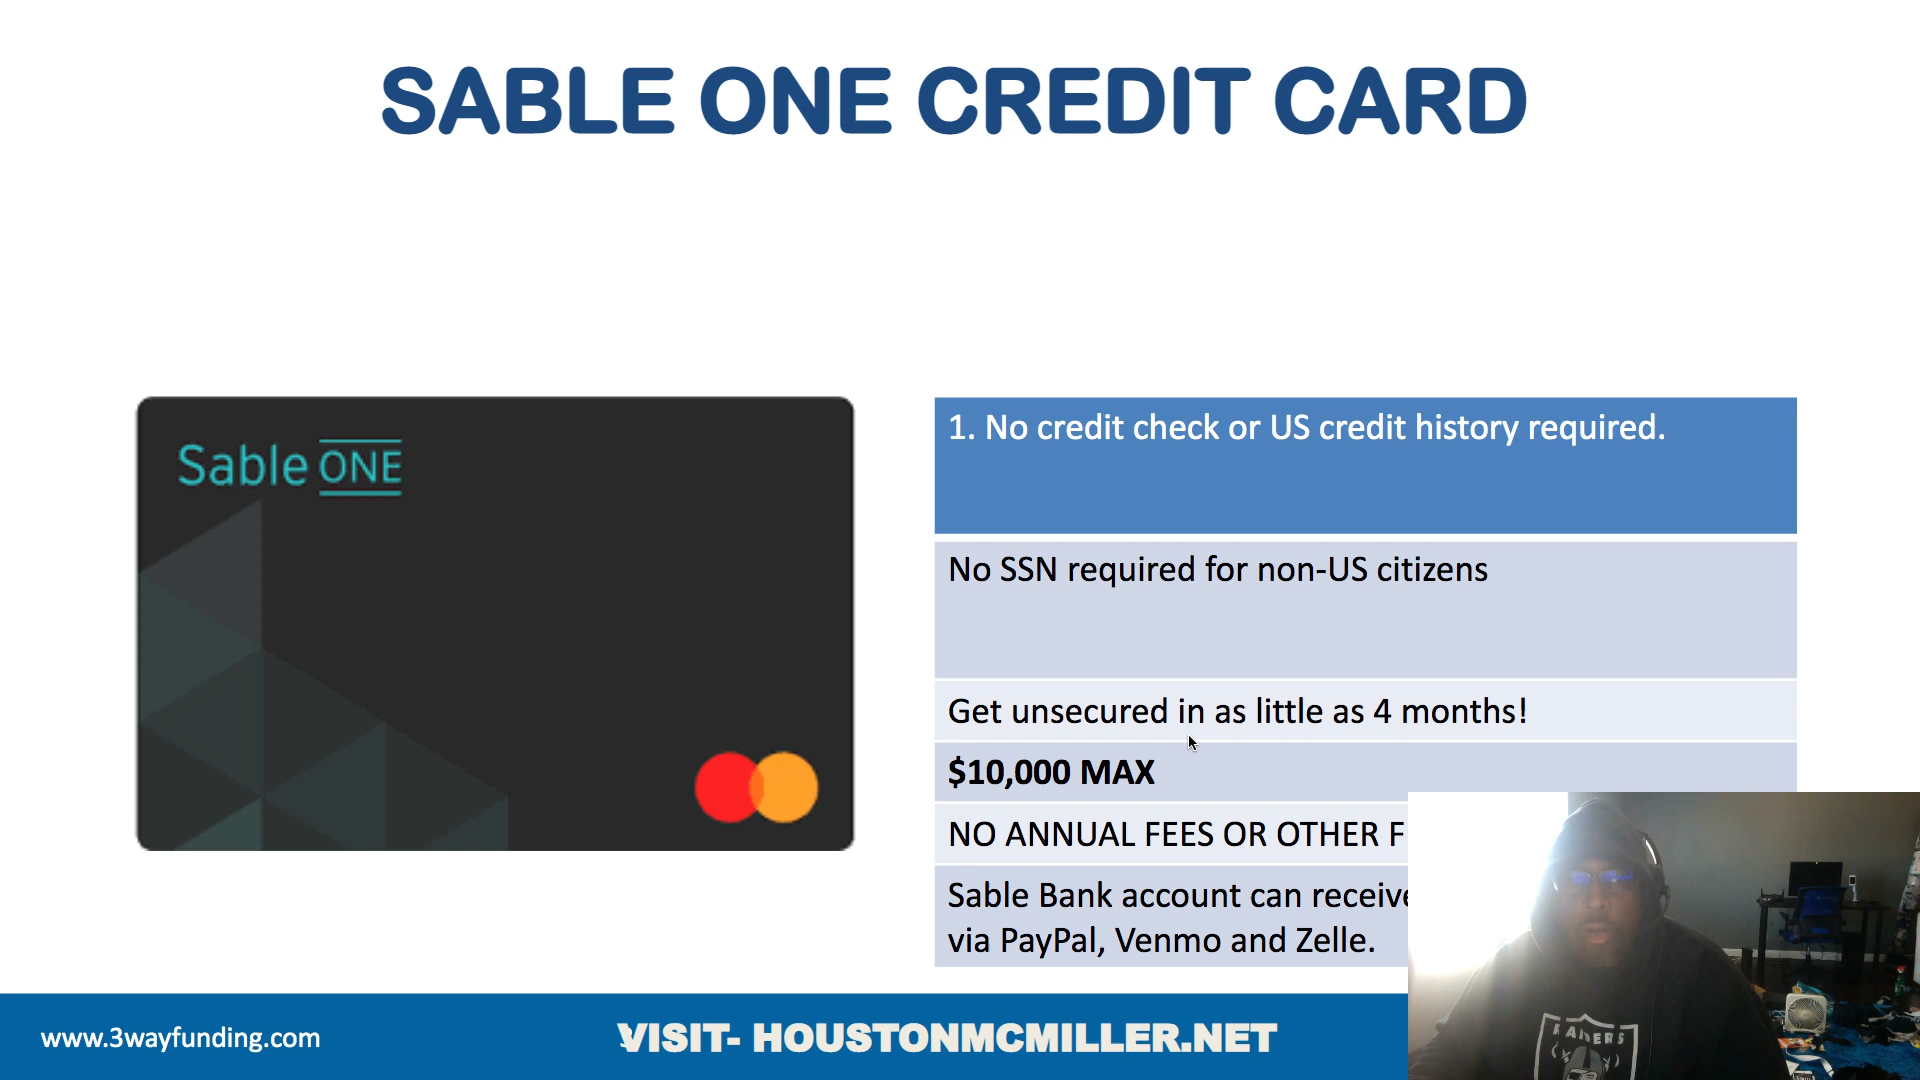 SABLE ONE CREDIT CARD
Sable ONE
1. No credit check or US credit history required.
No SSN required for non-US citizens
Get unsecured in as little as 4 months!
$10,000 MAX
NO ANNUAL FEES OR OTHER F
Sable Bank account can receive
via PayPal, Venmo and Zelle.
www.3wayfunding.com
VISIT- HOUSTONMCMILLER.NET
RAIDERS